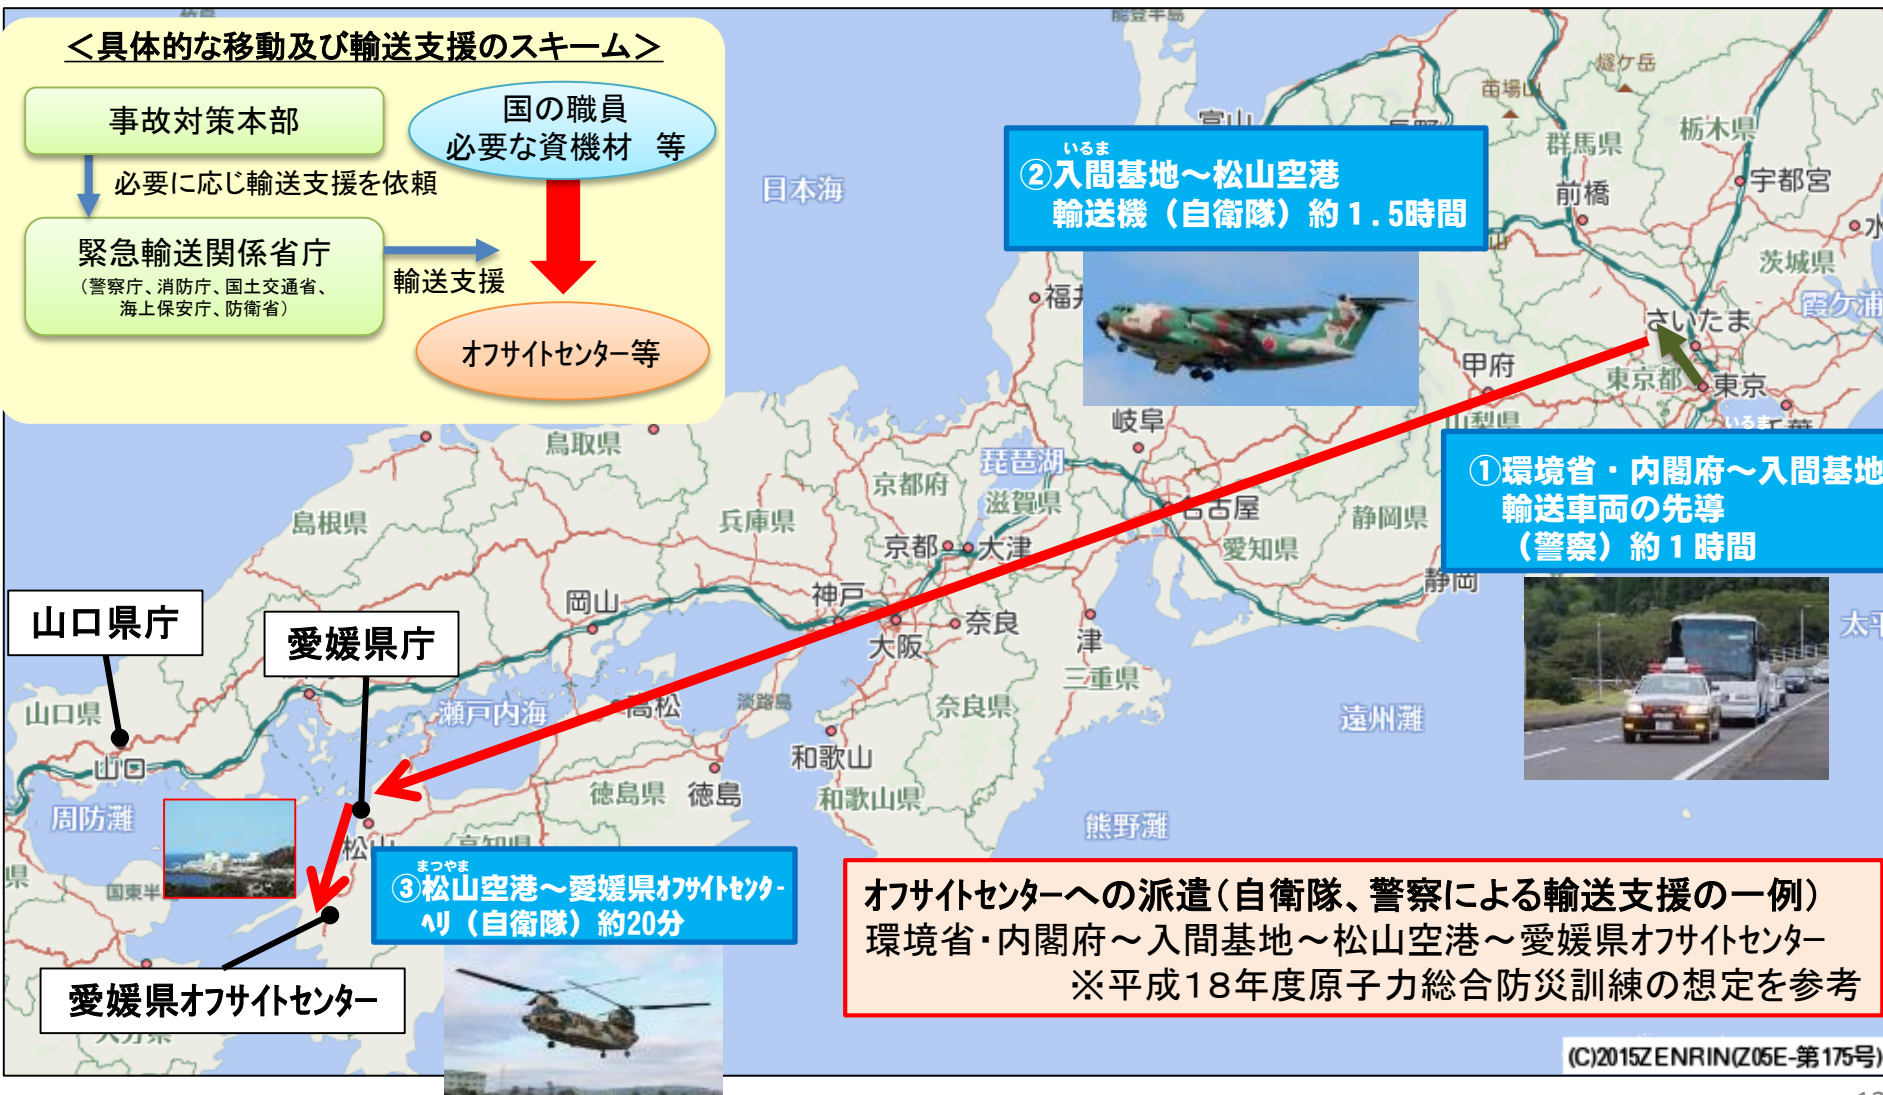 ＜具体的な移動及び輸送支援のスキーム＞
事故対策本部
国の職員
必要な資機材　等
必要に応じ輸送支援を依頼
緊急輸送関係省庁
（警察庁、消防庁、国土交通省、
海上保安庁、防衛省）
輸送支援
オフサイトセンター等
いるま
②入間基地～松山空港
輸送機（自衛隊）約１.5時間
①環境省・内閣府～入間基地
輸送車両の先導
（警察）約１時間
まつやま
③松山空港～愛媛県ｵﾌｻｲﾄｾﾝﾀｰ
ﾍﾘ（自衛隊）約20分
山口県庁
愛媛県庁
愛媛県オフサイトセンター
オフサイトセンターへの派遣（自衛隊、警察による輸送支援の一例）
環境省・内閣府～入間基地～松山空港～愛媛県オフサイトセンター
※平成１８年度原子力総合防災訓練の想定を参考
(C)2015ZENRIN(Z05E-第175号)
日本海
苗場山
群馬県
栃木県
前橋
宇都宮
茨城県
さいたま
甲府
東京都
東京
いるま
岐阜
鳥取県
琵琶湖
京都府
滋賀県
兵庫県
島根県
名古屋
静岡県
愛知県
京都
大津
静岡
神戸
岡山
奈良
大阪
津
三重県
奈良県
淡路島
高松
瀬戸内海
遠州灘
山口県
山口
和歌山
徳島県
徳島
和歌山県
周防灘
熊野灘
松山
高知県